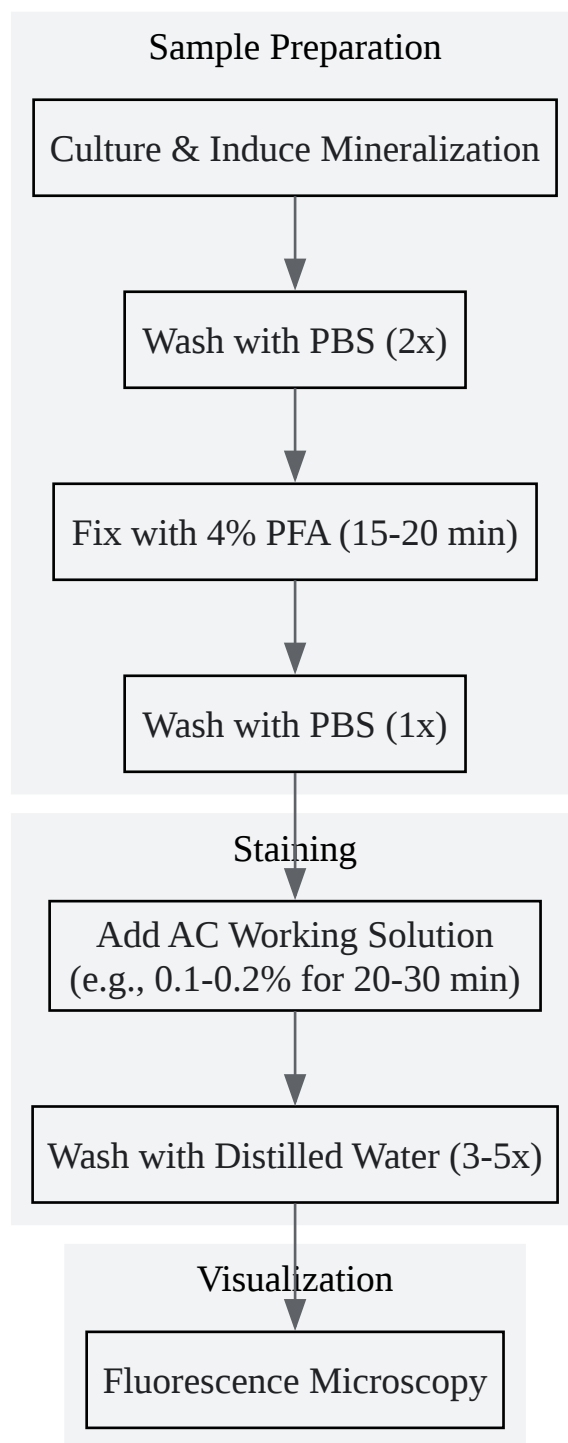 Sample Preparation
Culture & Induce Mineralization
Wash with PBS (2x)
Fix with 4% PFA (15-20 min)
Wash with PBS (1x)
Staining
Add AC Working Solution
(e.g., 0.1-0.2% for 20-30 min)
Wash with Distilled Water (3-5x)
Visualization
Fluorescence Microscopy